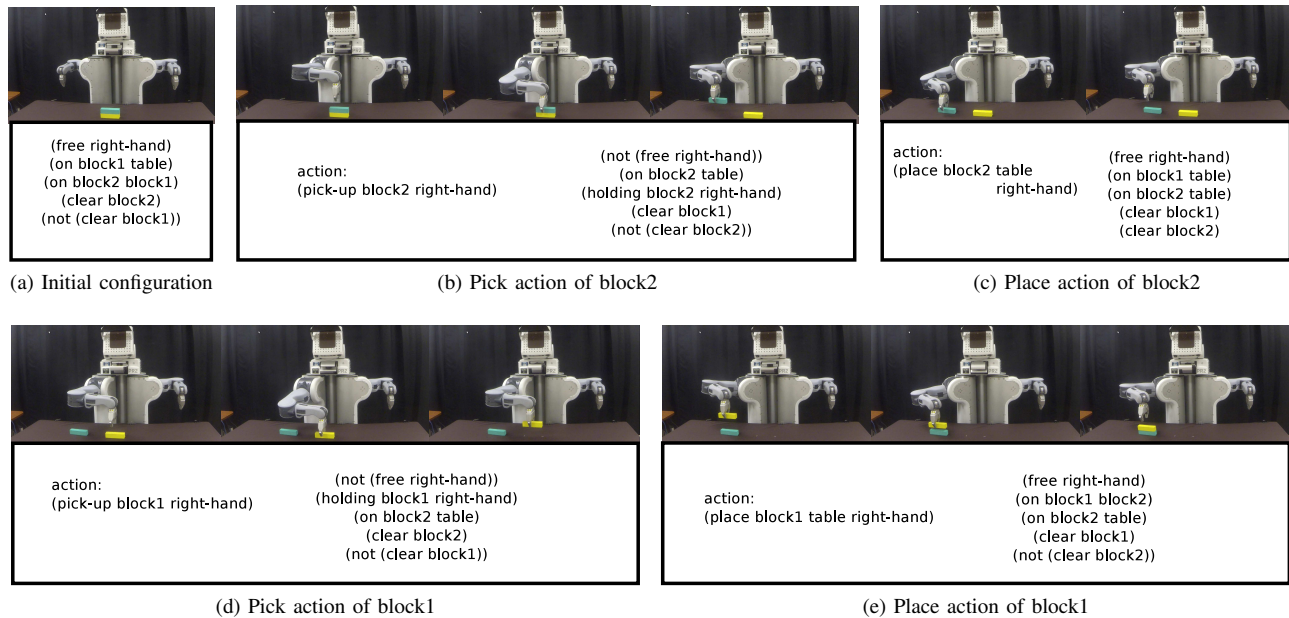 (free right-hand)
(on block1 table)
(on block2 block1)
(clear block2)
(not (clear block1))
(a) Initial configuration
action:
(pick-up block2 right-hand)
(not (free right-hand))
(on block2 table)
(holding block2 right-hand)
(clear block1)
(not (clear block2))
(b) Pick action of block2
action:
(place block2 table
right-hand)
(free right-hand)
(on block1 table)
(on block2 table)
(clear block1)
(clear block2)
(c) Place action of block2
action:
(pick-up block1 right-hand)
(not (free right-hand))
(holding block1 right-hand)
(on block2 table)
(clear block2)
(not (clear block1))
(d) Pick action of block1
action:
(place block1 table right-hand)
(free right-hand)
(on block1 block2)
(on block2 table)
(clear block1)
(not (clear block2))
(e) Place action of block1